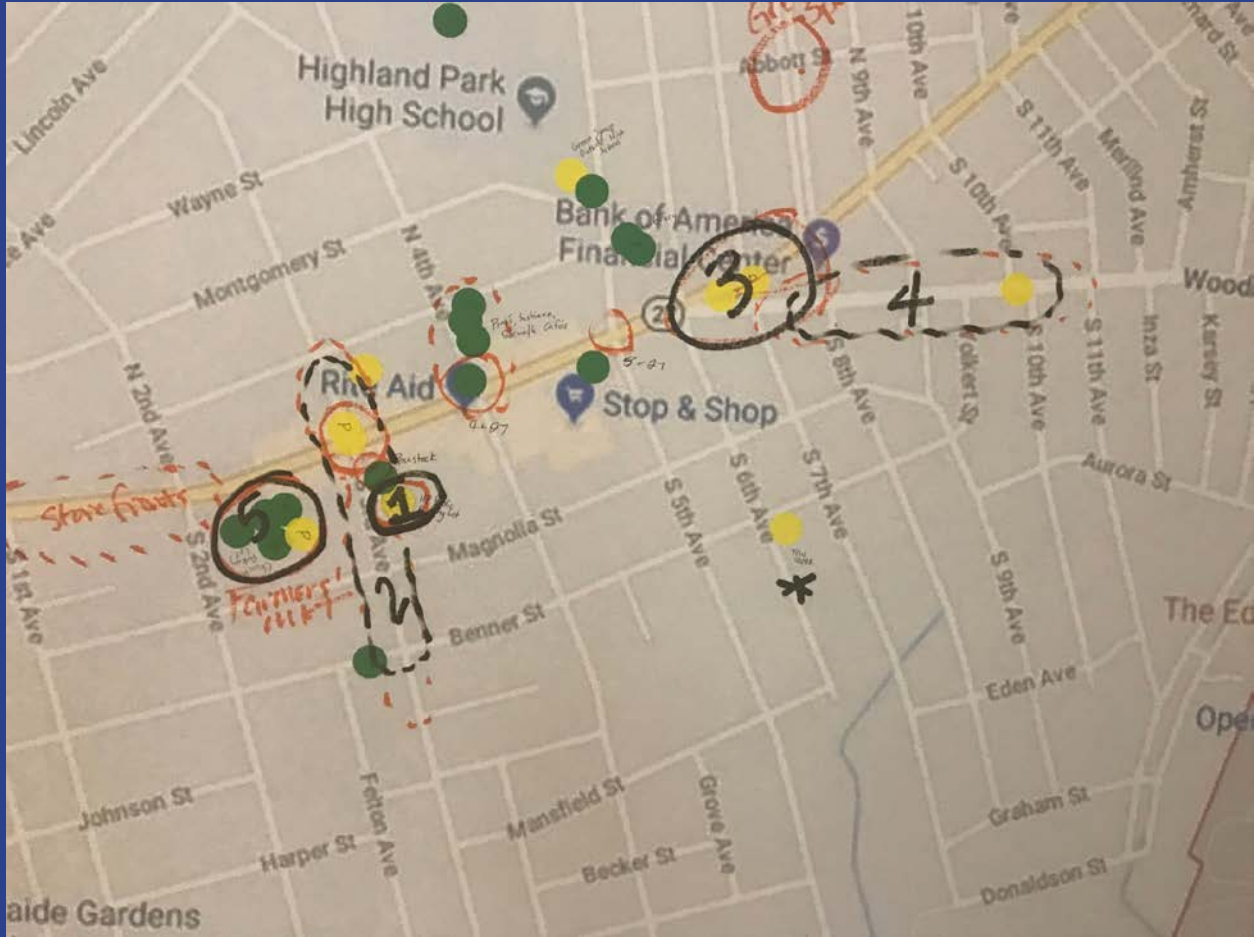 Lincoln Ave
Highland Park
High School
Abbott St
N 9th Ave
10th Ave
S 11th Ave
Merilind Ave
Amherst St
S 10th Ave
Wayne St
Montgomery St
N 4th Ave
Bank of America
Financial Center
3
4
Wood
N 2nd Ave
Rite Aid
Stop & Shop
S 8th Ave
Volkert Sp
S 10th Ave
S 11th Ave
Inza St
Karsey St
Aurora St
P
store fronts
5
P
1
S 1st Ave
S 2nd Ave
Farmers'
Mkt
Magnolia St
2
Benner St
S 5th Ave
S 6th Ave
S 7th Ave
*
S 9th Ave
The Ed
Eden Ave
Ope
Johnson St
Felton Ave
Harper St
Mansfield St
Grove Ave
Becker St
Graham St
Donaldson St
aide Gardens